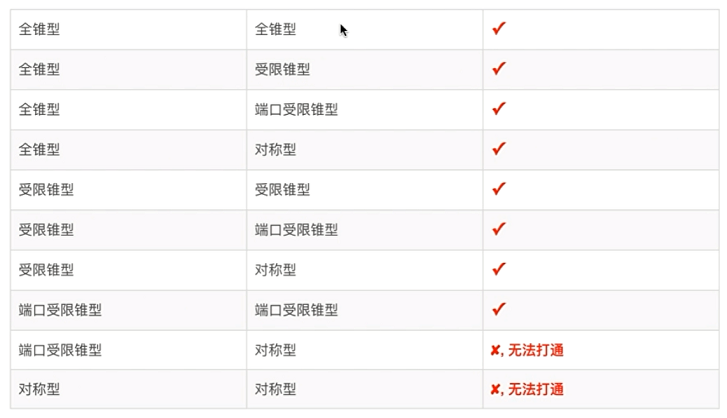 全锥型 全锥型 ✓
全锥型 受限锥型 ✓
全锥型 端口受限锥型 ✓
全锥型 对称型 ✓
受限锥型 受限锥型 ✓
受限锥型 端口受限锥型 ✓
受限锥型 对称型 ✓
端口受限锥型 端口受限锥型 ✓
端口受限锥型 对称型 ✘, 无法打通
对称型 对称型 ✘, 无法打通